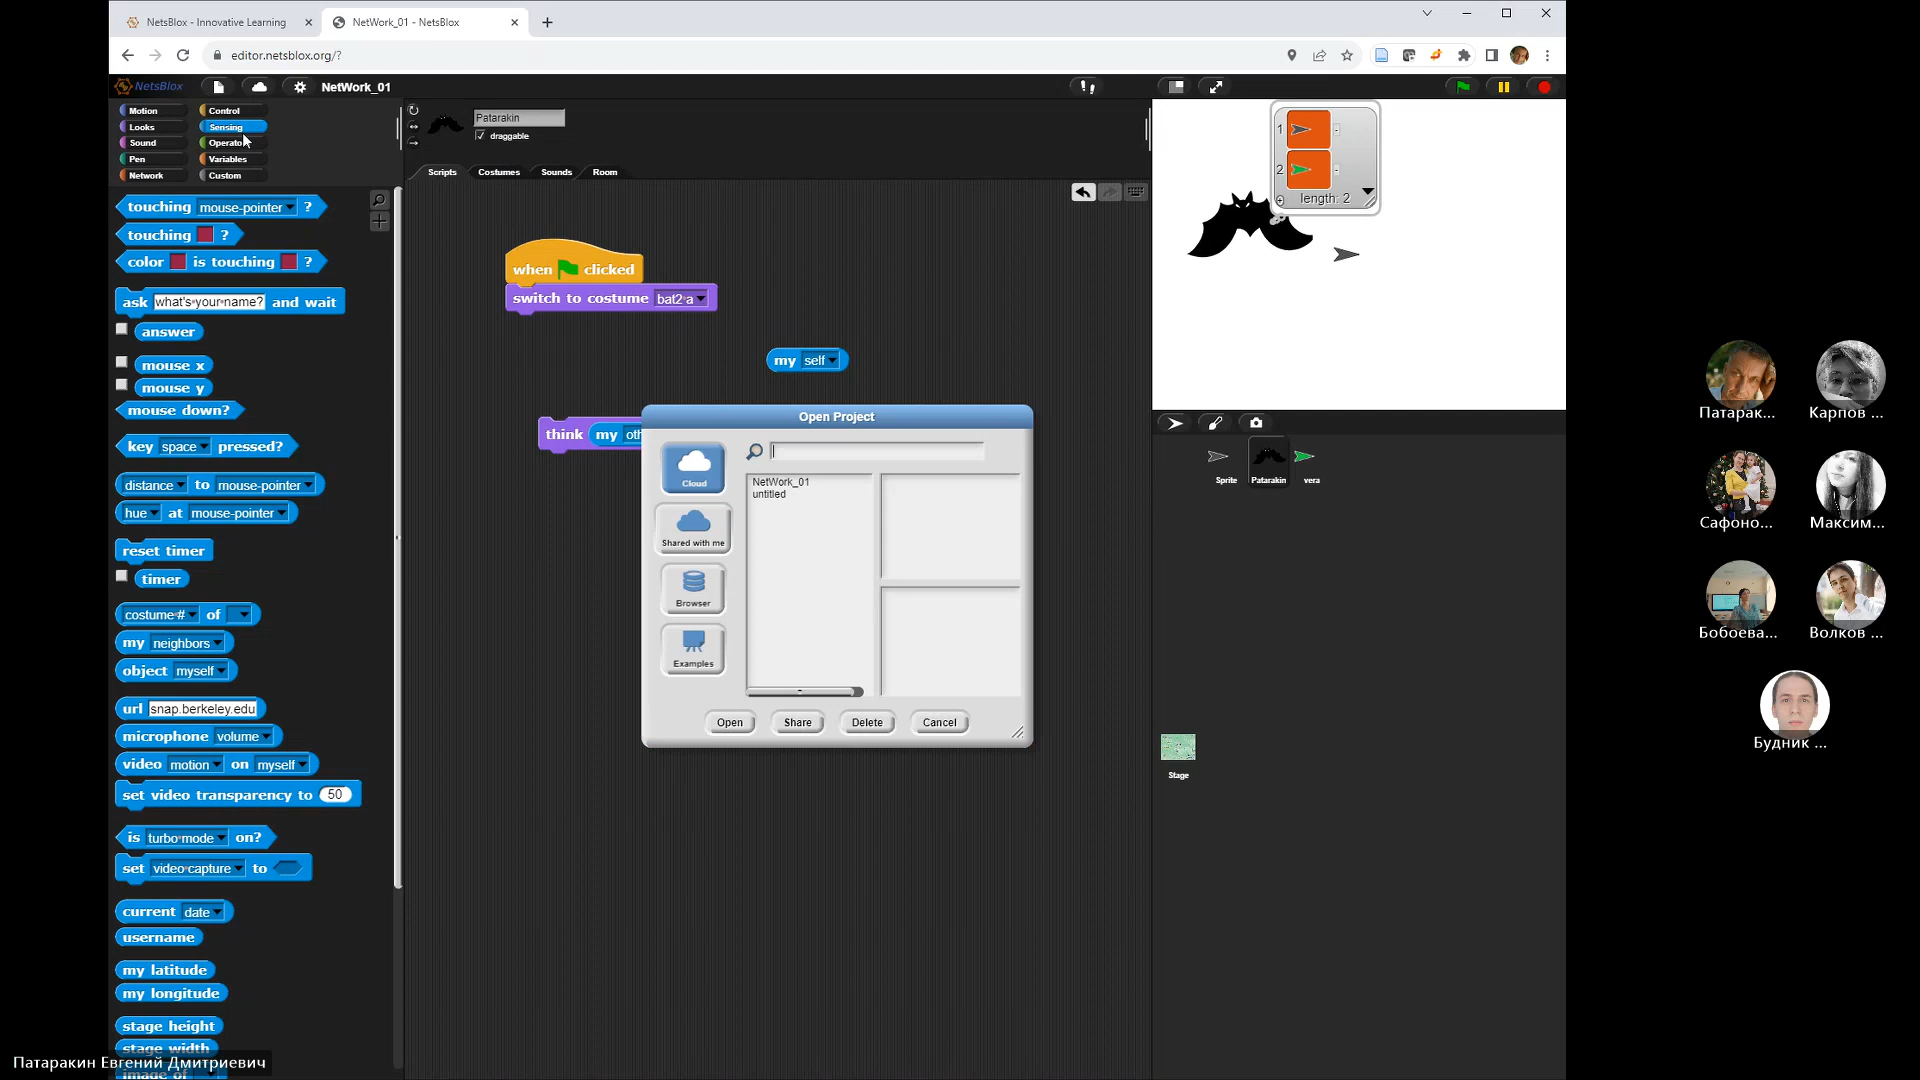 NetsBlox - Innovative Learning
NetWork_01 - NetsBlox
editor.netsblox.org/?
NetsBlox
NetWork_01
Motion
Control
Looks
Sensing
Sound
Pen
Variables
Network
Custom
touching mouse-pointer ?
touching ?
color is touching ?
ask what's your name? and wait
answer
mouse x
mouse y
mouse down?
key space pressed?
distance to mouse-pointer
hue at mouse-pointer
reset timer
timer
costume # of
my neighbors
object myself
url snap.berkeley.edu
microphone volume
video motion on myself
set video transparency to 50
is turbo mode on?
set video capture to
current date
username
my latitude
my longitude
stage height
stage width
image of
Patarakin
draggable
Scripts
Costumes
Sounds
Room
when clicked
switch to costume bat2 a
my self
think my oth
Open Project
Cloud
Shared with me
Browser
Examples
NetWork_01
untitled
Open
Share
Delete
Cancel
1
2
length: 2
Sprite
Patarakin
vera
Stage
Патарак...
Карпов ...
Сафоно...
Максим...
Бобоева...
Волков ...
Будник ...
Патаракин Евгений Дмитриевич